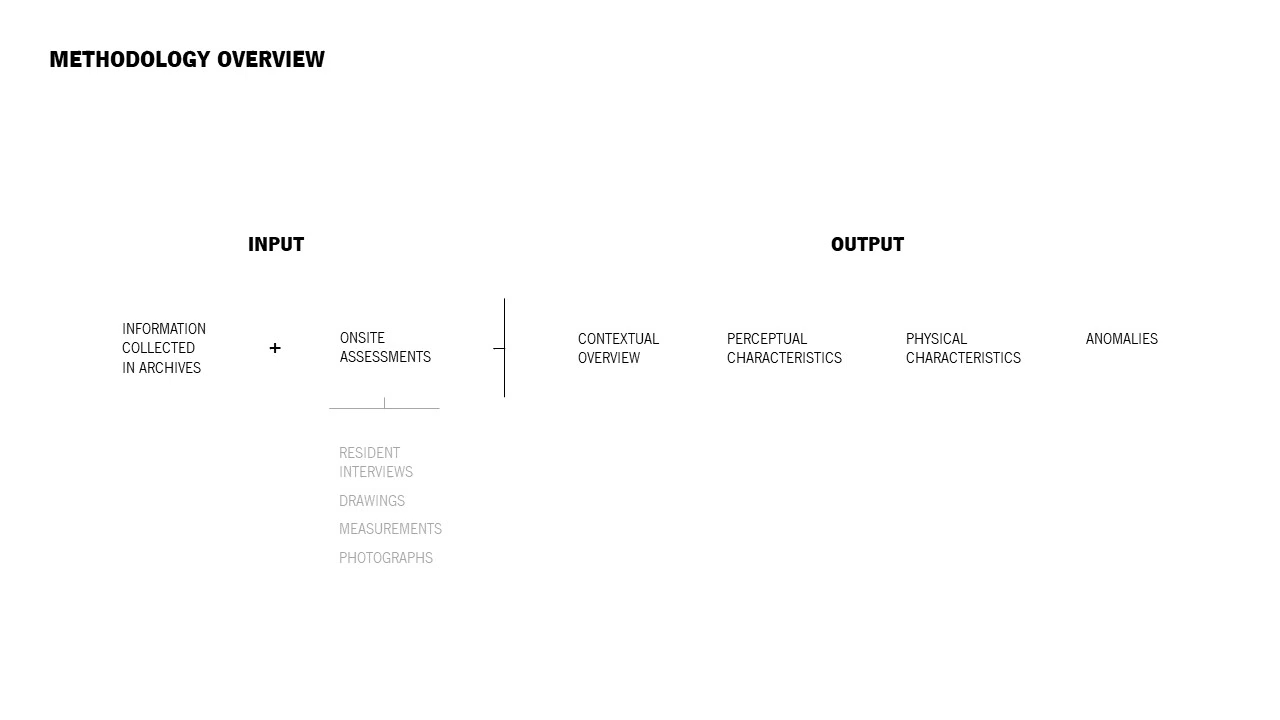 METHODOLOGY OVERVIEW
INPUT
INFORMATION
COLLECTED
IN ARCHIVES
+
ONSITE
ASSESSMENTS
RESIDENT
INTERVIEWS
DRAWINGS
MEASUREMENTS
PHOTOGRAPHS
OUTPUT
CONTEXTUAL
OVERVIEW
PERCEPTUAL
CHARACTERISTICS
PHYSICAL
CHARACTERISTICS
ANOMALIES